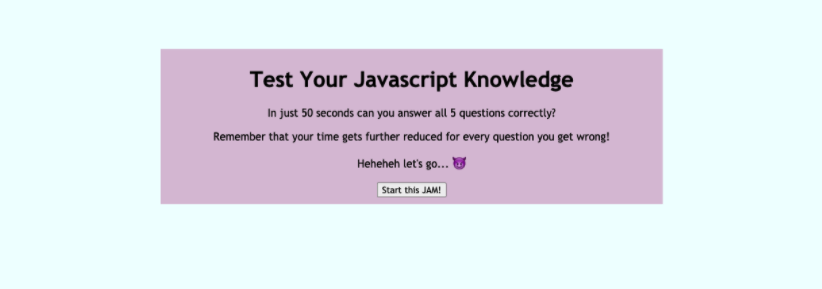 Test Your Javascript Knowledge
In just 50 seconds can you answer all 5 questions correctly?
Remember that your time gets further reduced for every question you get wrong!
Heheheh let's go... 😈
Start this JAM!